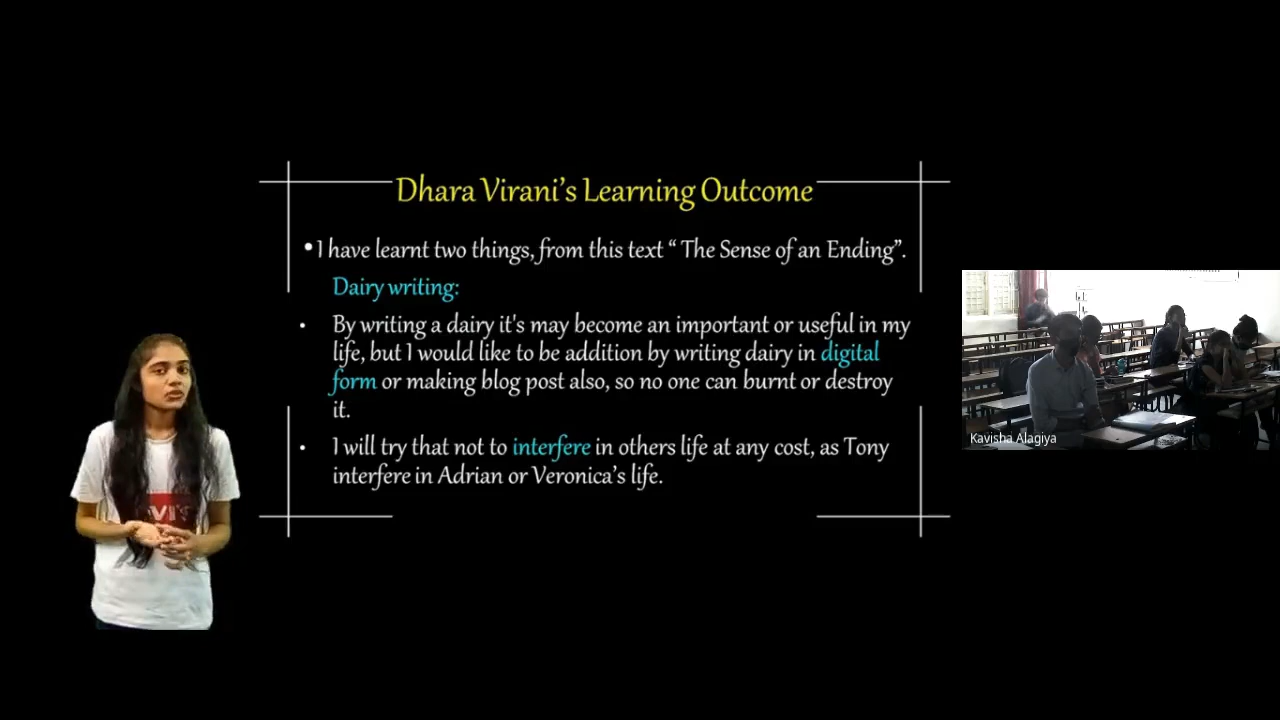 Dhara Virani's Learning Outcome
•I have learnt two things, from this text “ The Sense of an Ending”.
Dairy writing:
• By writing a dairy it's may become an important or useful in my
life, but I would like to be addition by writing dairy in digital
form or making blog post also, so no one can burnt or destroy
it.
• I will try that not to interfere in others life at any cost, as Tony
interfere in Adrian or Veronica's life.
Kavisha Alagiya